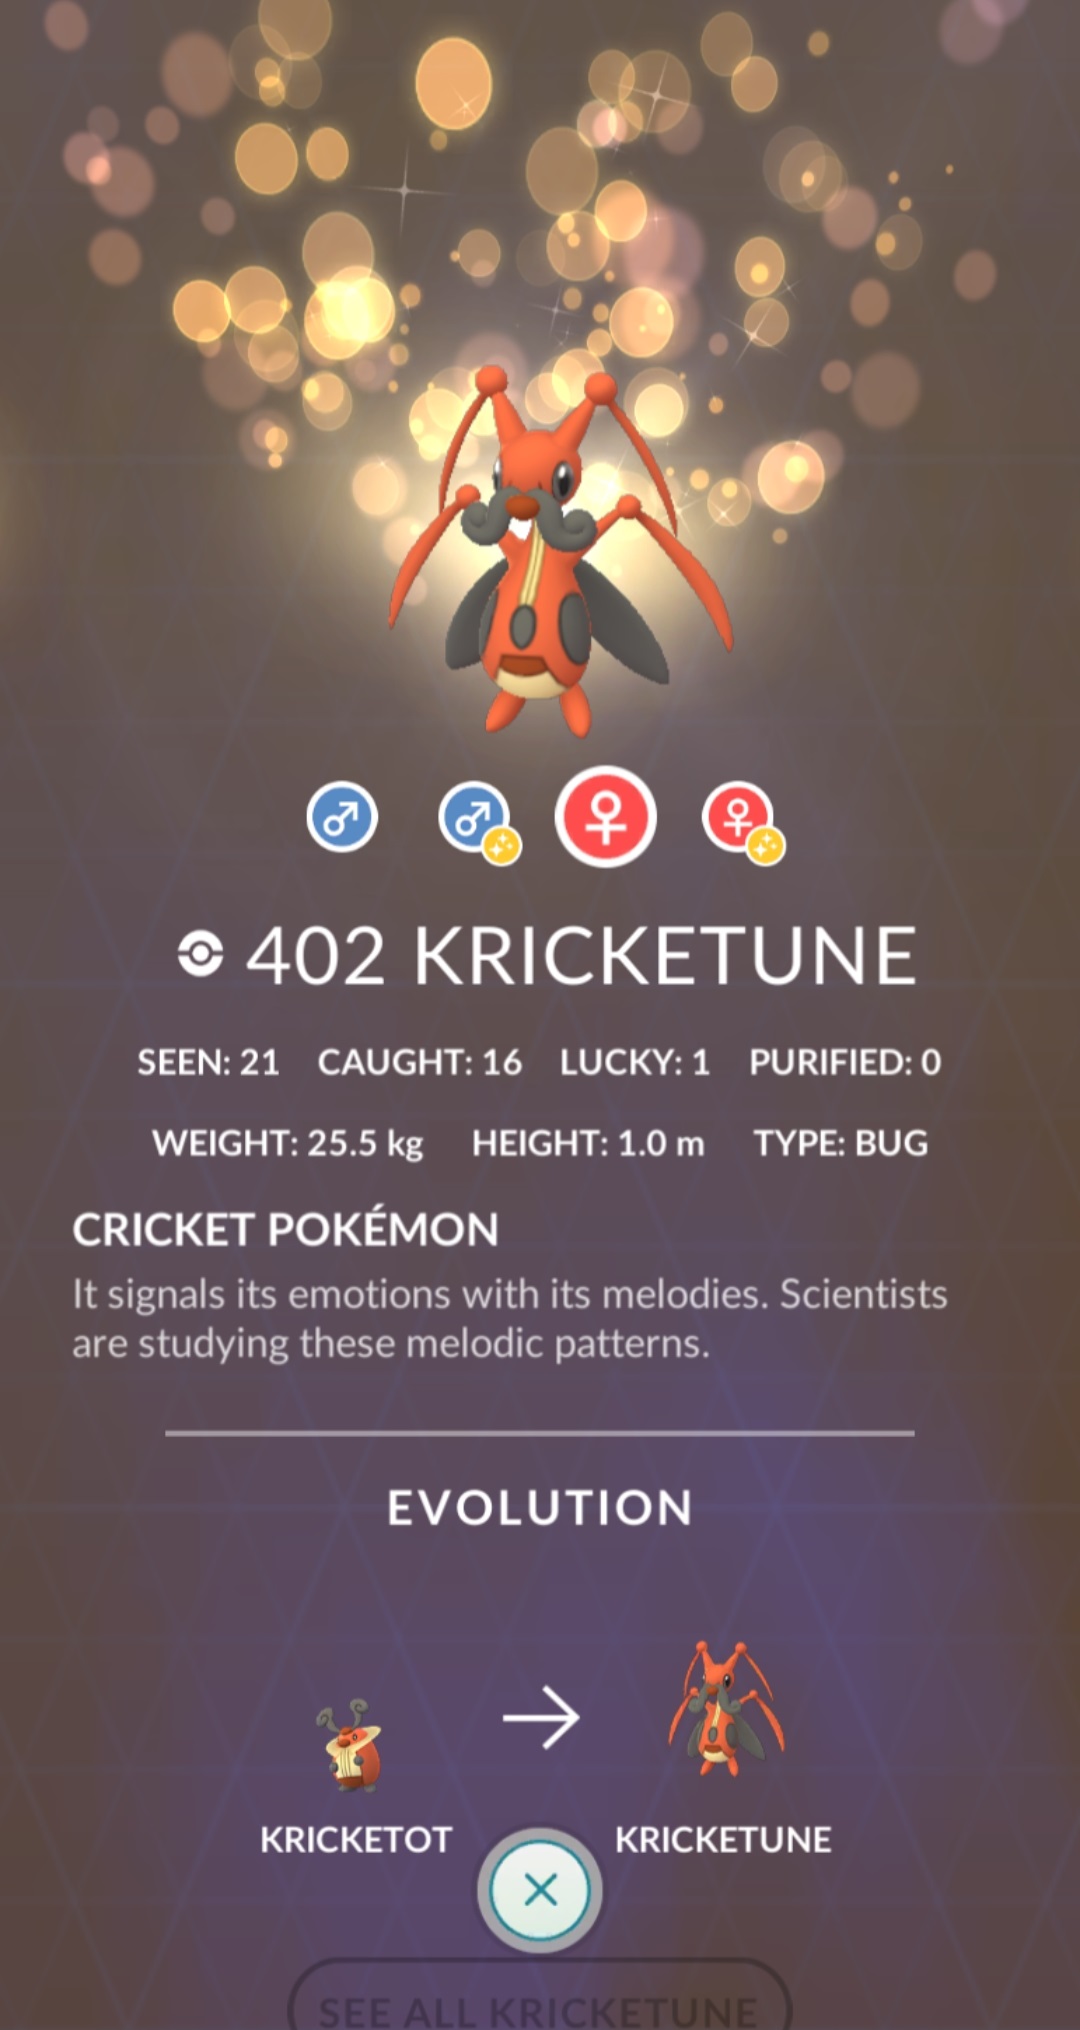 402 KRICKETUNE
SEEN: 21 CAUGHT: 16 LUCKY: 1 PURIFIED: 0
WEIGHT: 25.5 kg HEIGHT: 1.0 m TYPE: BUG
CRICKET POKÉMON
It signals its emotions with its melodies. Scientists
are studying these melodic patterns.
EVOLUTION
KRICKETOT KRICKETUNE
SEE ALL KRICKETUNE